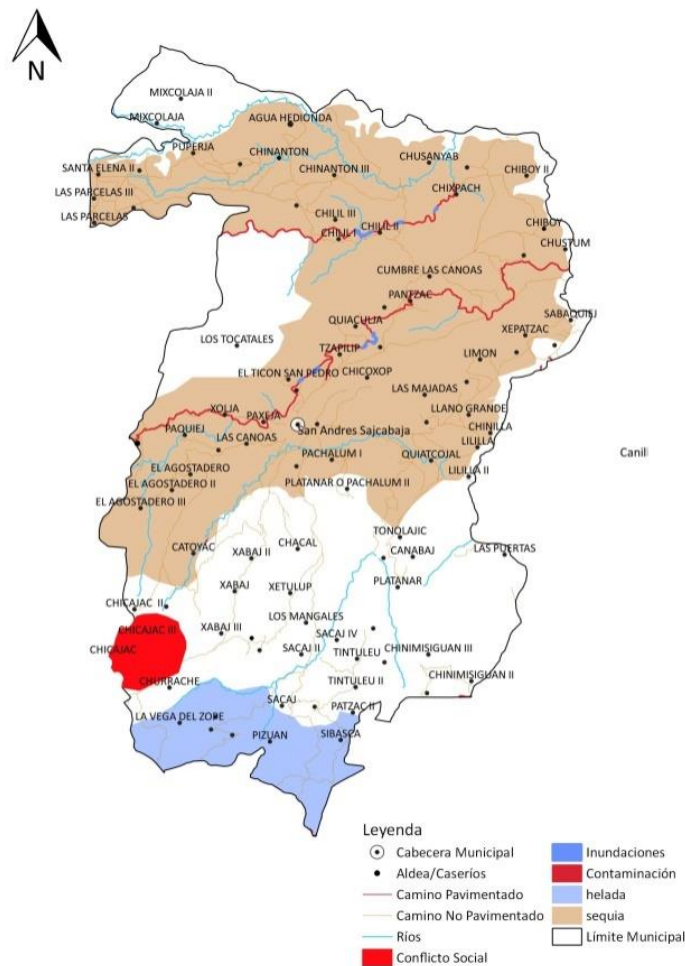 N
MIXCOLAJA II
MIXCOLAJA
AGUA HEDIONDA
PUPERJA
CHINANTON
CHUSANYAB
SANTA ELENA II
CHINANTON III
CHIBOY II
LAS PARCELAS III
CHIXPACH
LAS PARCELAS
CHILIL III
CHILIL I
CHILIL II
CHIBOY
CHUSTUM
CUMBRE LAS CANOAS
PANTZAC
SABAQUIEJ
QUIACULJA
XEPATZAC
LOS TOCATALES
TZAPILIP
LIMON
EL TICON SAN PEDRO
CHICOXOP
LAS MAJADAS
XOLJA
PAXEJA
LLANO GRANDE
PAQUIEJ
San Andres Sajcabaja
CHINILLA
LAS CANOAS
LILILLA
Canill
PACHALUM I
QUIATCOJAL
EL AGOSTADERO
LILILLA II
EL AGOSTADERO II
PLATANAR O PACHALUM II
EL AGOSTADERO III
TONOLAJIC
CATOYAC
XABAJ II
CHACAL
CANABAJ
LAS PUERTAS
XABAJ
XETULUP
PLATANAR
CHICAJAC II
CHICAJAC III
XABAJ III
LOS MANGALES
SACAJ IV
CHICAJAC
SACAJ II
TINTULEU
CHINIMISIGUAN III
CHURRACHE
TINTULEU II
CHINIMISIGUAN II
SACAJ
PATZAC II
LA VEGA DEL ZOPE
PIZUAN
SIBASCA
Leyenda
Cabecera Municipal
Aldea/Caseríos
Camino Pavimentado
Camino No Pavimentado
Ríos
Conflicto Social
Inundaciones
Contaminación
helada
sequia
Límite Municipal